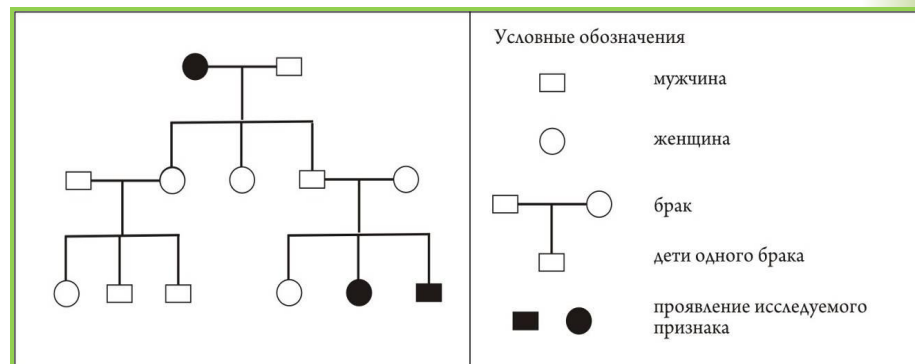 Условные обозначения
мужчина
женщина
брак
дети одного брака
проявление исследуемого
признака